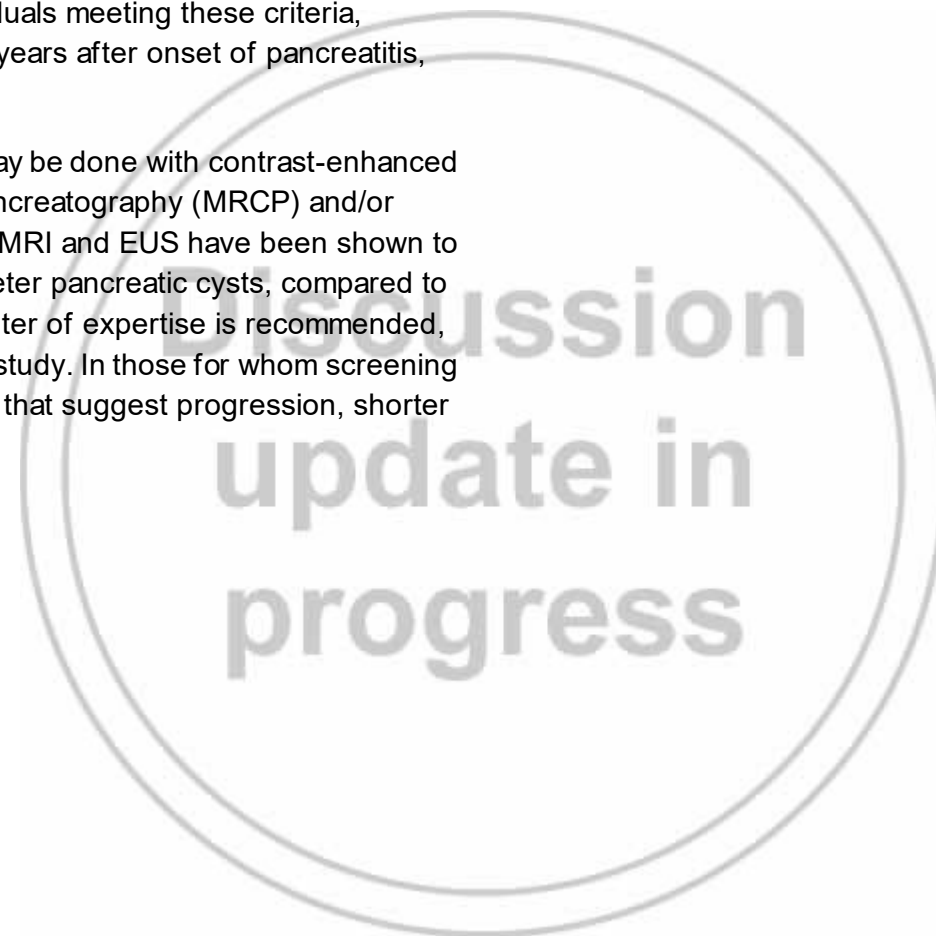 duals meeting these criteria,
years after onset of pancreatitis,
ay be done with contrast-enhanced
ncreatography (MRCP) and/or
MRI and EUS have been shown to
eter pancreatic cysts, compared to
ter of expertise is recommended,
study. In those for whom screening
that suggest progression, shorter
Discussion
update in
progress